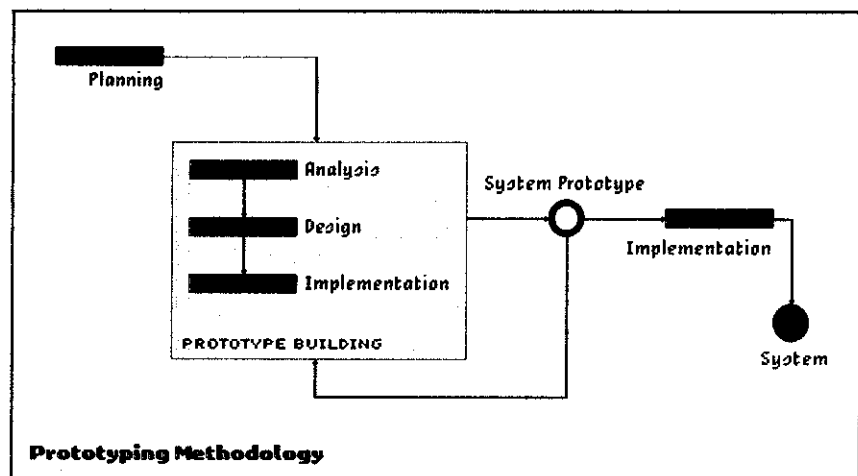 Planning
Analysis
System Prototype
Design
Implementation
Implementation
PROTOTYPE BUILDING
System
Prototyping Methodology